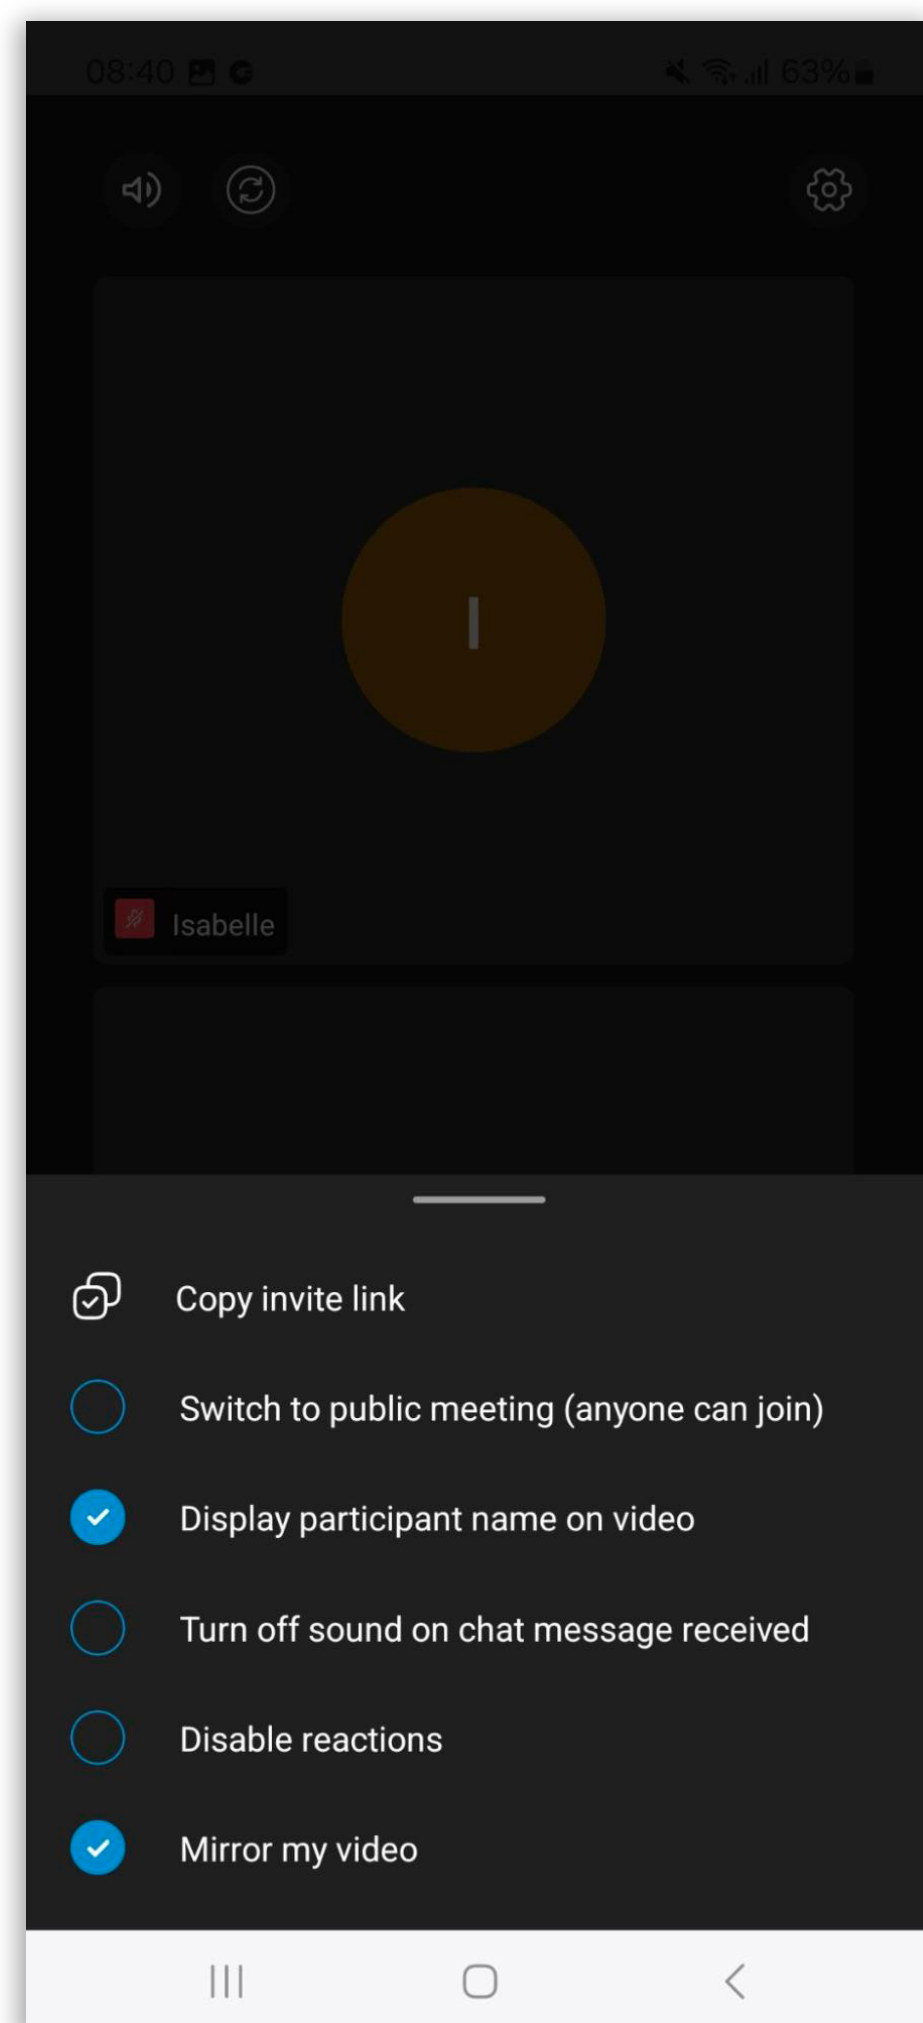 08:40 63%
I
Isabelle
Copy invite link
Switch to public meeting (anyone can join)
Display participant name on video
Turn off sound on chat message received
Disable reactions
Mirror my video